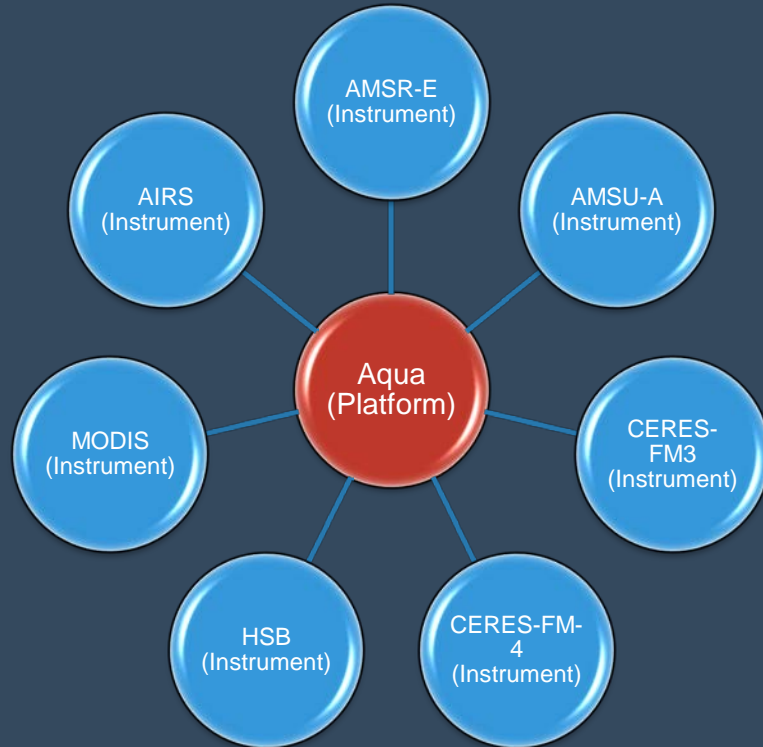 AMSR-E
(Instrument)
AIRS
(Instrument)
AMSU-A
(Instrument)
Aqua
(Platform)
MODIS
(Instrument)
CERES-
FM3
(Instrument)
HSB
(Instrument)
CERES-FM-
4
(Instrument)